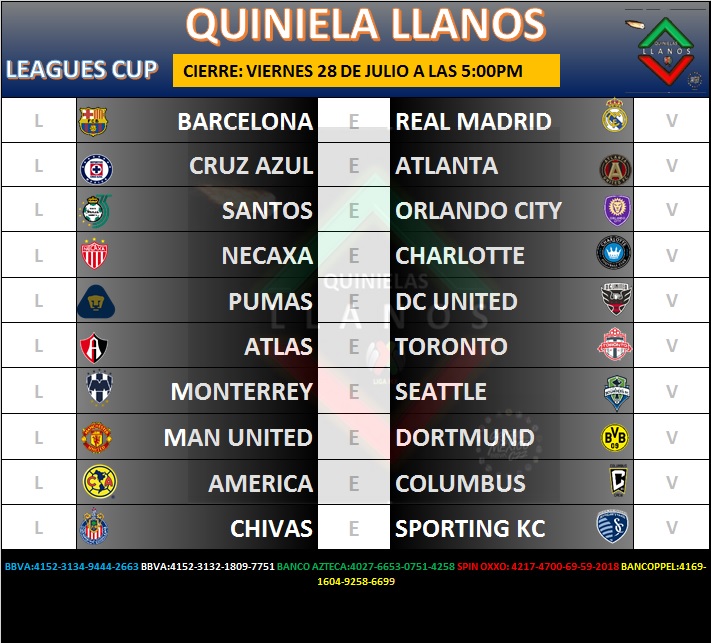 QUINIELA LLANOS
QUINIELAS
LLANOS
LEAGUES CUP
CIERRE: VIERNES 28 DE JULIO A LAS 5:00PM
L BARCELONA E REAL MADRID V
L CRUZ AZUL E ATLANTA V
L SANTOS E ORLANDO CITY V
L NECAXA E CHARLOTTE V
QUINIELAS
L PUMAS E DC UNITED V
LLANOS
L ATLAS E TORONTO V
L MONTERREY E SEATTLE V
L MAN UNITED E DORTMUND V
L AMERICA E COLUMBUS V
L CHIVAS E SPORTING KC V
BBVA:4152-3134-9444-2663 BBVA:4152-3132-1809-7751 BANCO AZTECA:4027-6653-0751-4258 SPIN OXXO: 4217-4700-69-59-2018 BANCOPPEL:4169-
1604-9258-6699